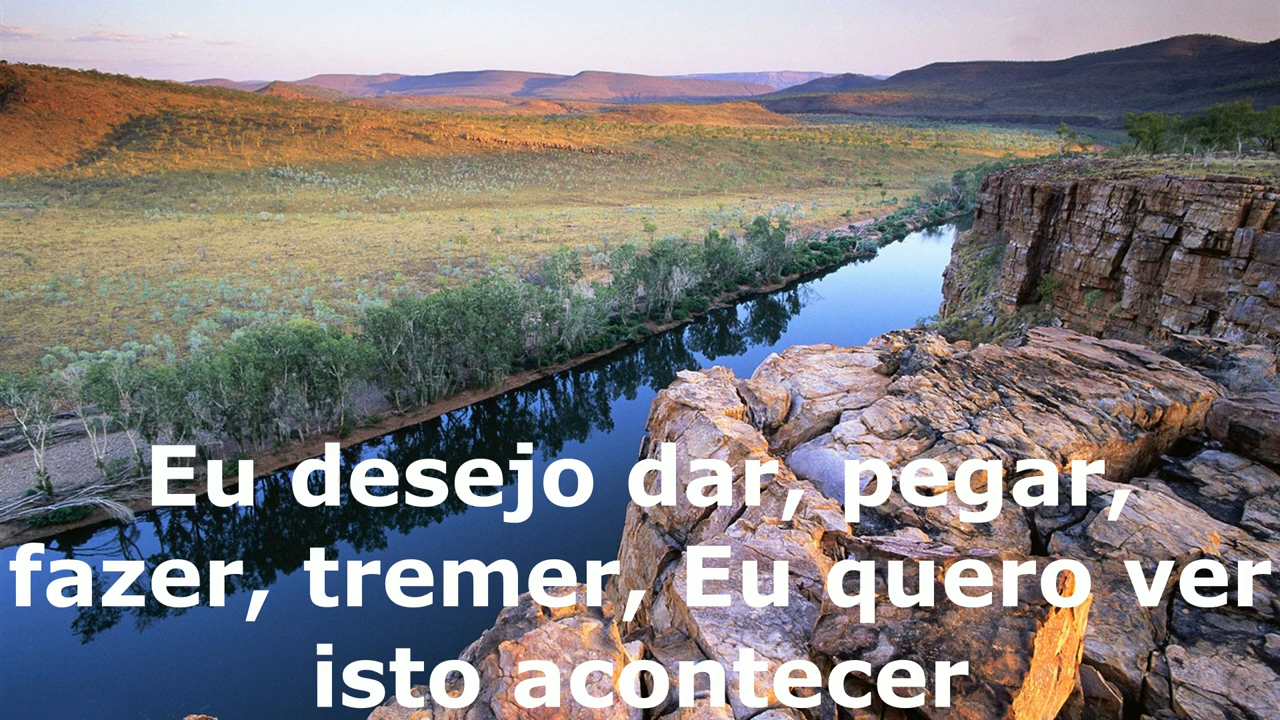 Eu desejo dar, pegar,
fazer, tremer, Eu quero ver
isto acontecer